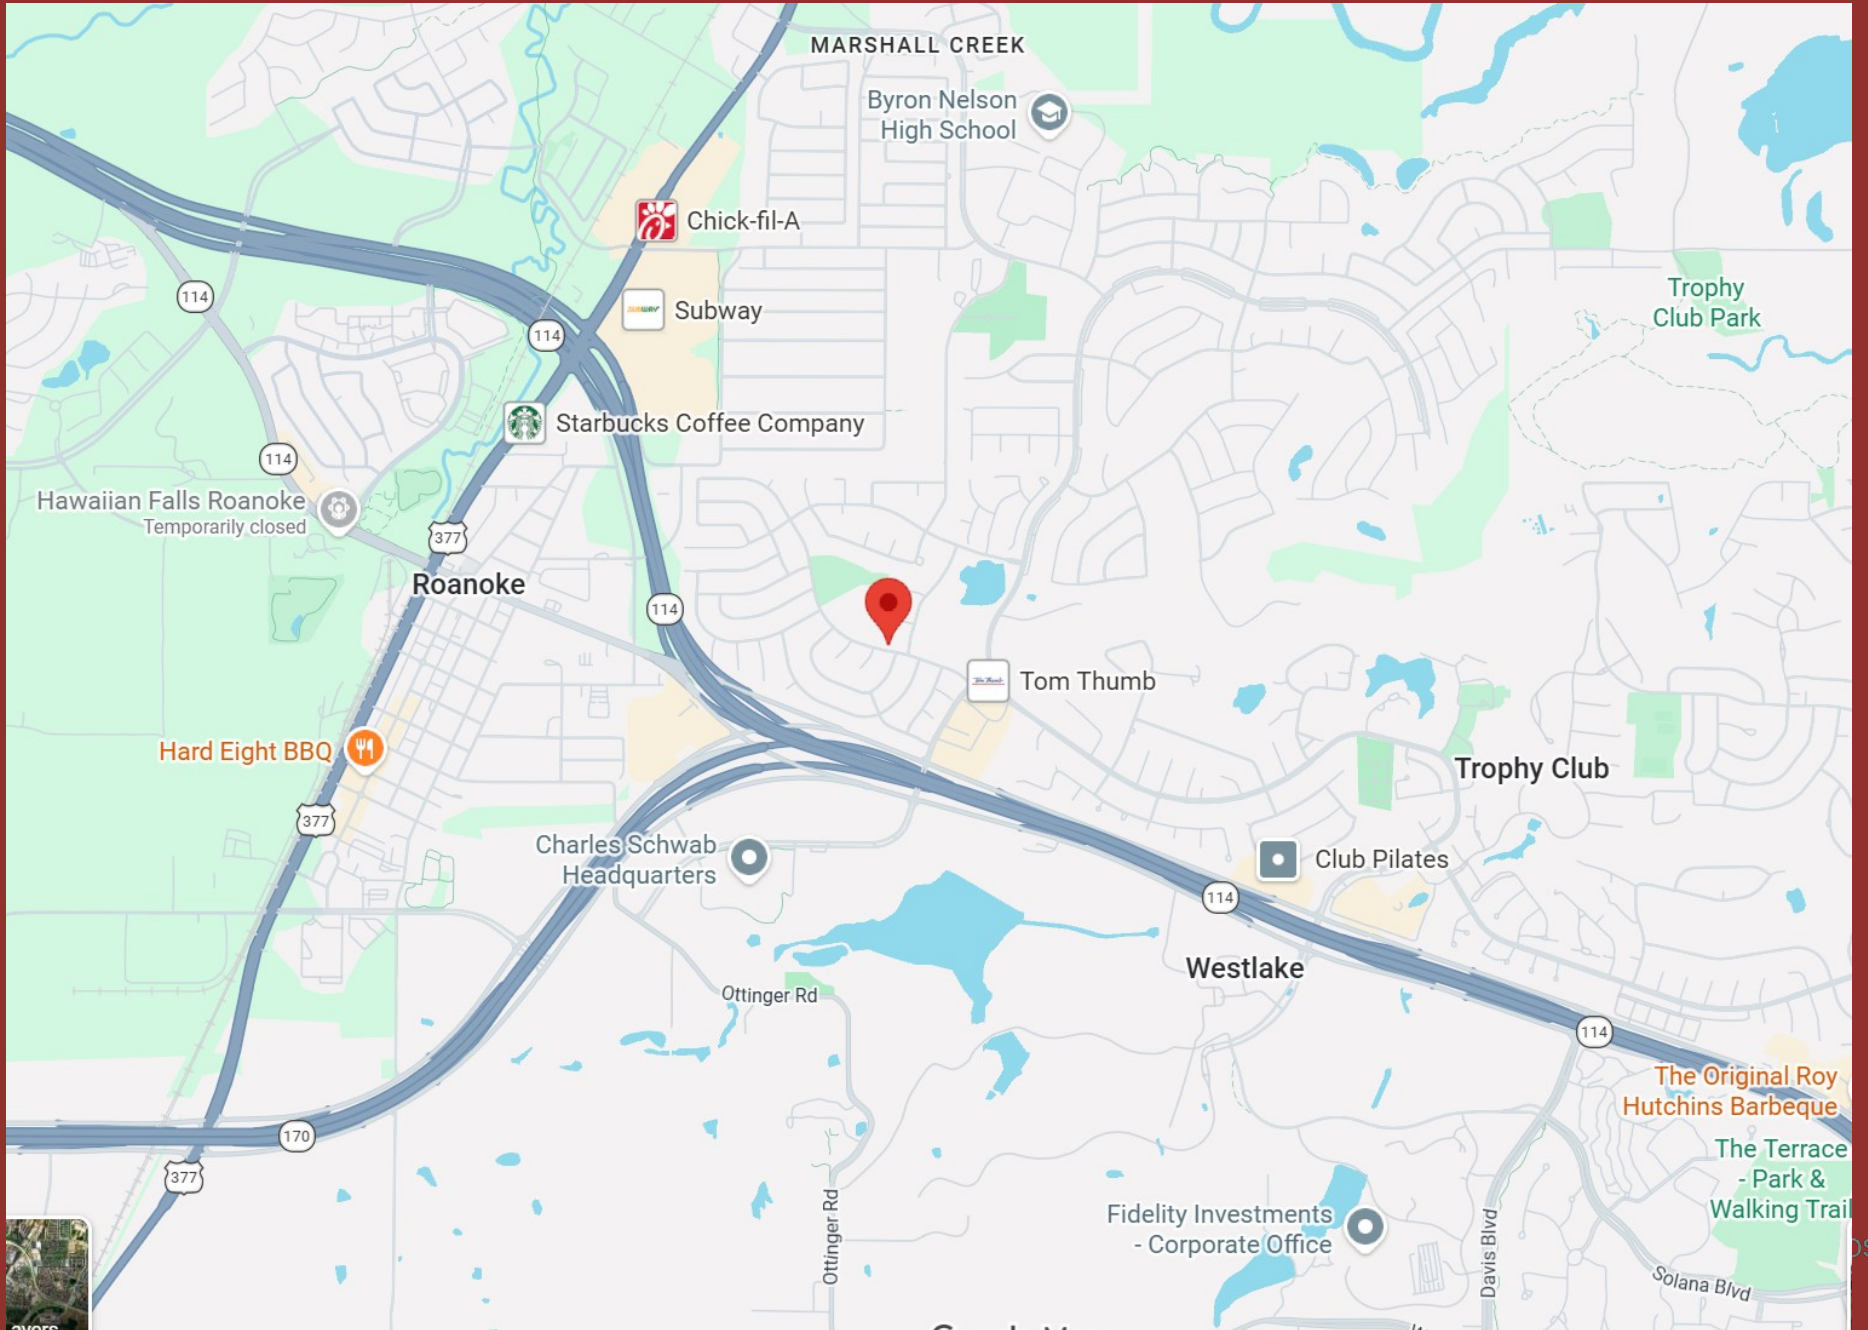 MARSHALL CREEK
Byron Nelson
High School
Chick-fil-A
114
Trophy
Club Park
Subway
SUBWAY
114
Starbucks Coffee Company
114
Hawaiian Falls Roanoke
Temporarily closed
377
Roanoke
114
Tom Thumb
Tom Thumb
Hard Eight BBQ
Trophy Club
377
Charles Schwab
Headquarters
Club Pilates
114
Westlake
Ottinger Rd
114
The Original Roy
Hutchins Barbeque
170
The Terrace
- Park &
Walking Trail
377
Ottinger Rd
Fidelity Investments
- Corporate Office
Davis Blvd
Solana Blvd